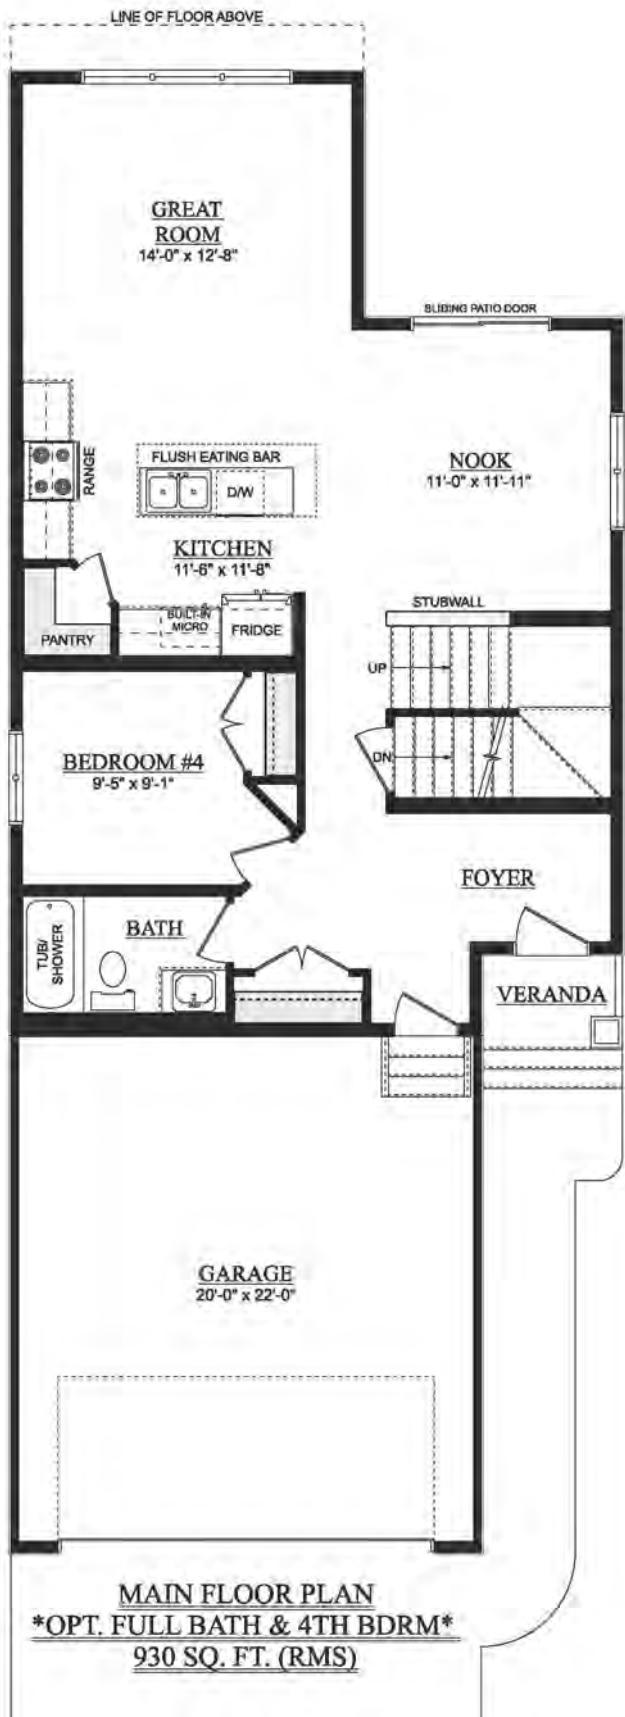 LINE OF FLOOR ABOVE
GREAT
ROOM
14'-0" x 12'-8"
SLIDING PATIO DOOR
RANGE
FLUSH EATING BAR
D/W
NOOK
11'-0" x 11'-11"
KITCHEN
11'-6" x 11'-8"
PANTRY
BUILT-IN
MICRO
FRIDGE
STUBWALL
UP
DN
BEDROOM #4
9'-5" x 9'-1"
FOYER
TUB/
SHOWER
BATH
VERANDA
GARAGE
20'-0" x 22'-0"
MAIN FLOOR PLAN
*OPT. FULL BATH & 4TH BDRM*
930 SQ. FT. (RMS)